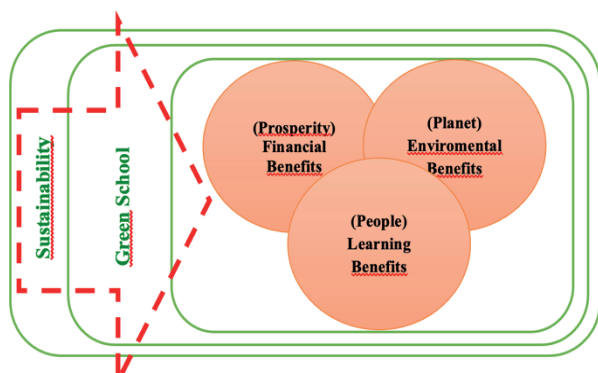 Sustainability
Green School
(Prosperity)
Financial
Benefits
(Planet)
Enviromental
Benefits
(People)
Learning
Benefits